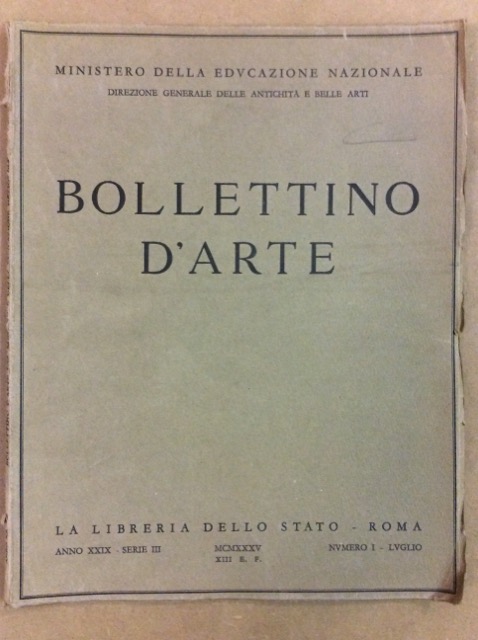 MINISTERO DELLA EDVCAZIONE NAZIONALE
DIREZIONE GENERALE DELLE ANTICHITÀ E BELLE ARTI
BOLLETTINO
D'ARTE
LA LIBRERIA DELLO STATO - ROMA
ANNO XXIX - SERIE III MCMXXXV NVMERO I - LVGLIO
XIII E. F.